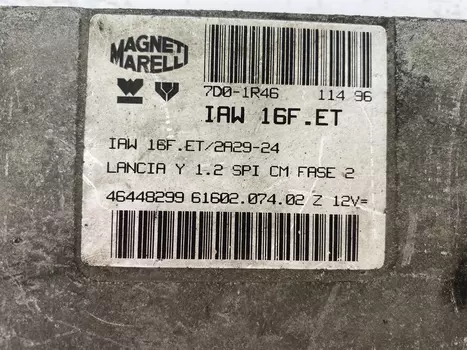 MAGNETI
MARELLI
7D0-1R46 114 96
IAW 16F.ET
IAW 16F.ET/2A29-24
LANCIA Y 1.2 SPI CM FASE 2
46448299 61602.074.02 Z 12V=